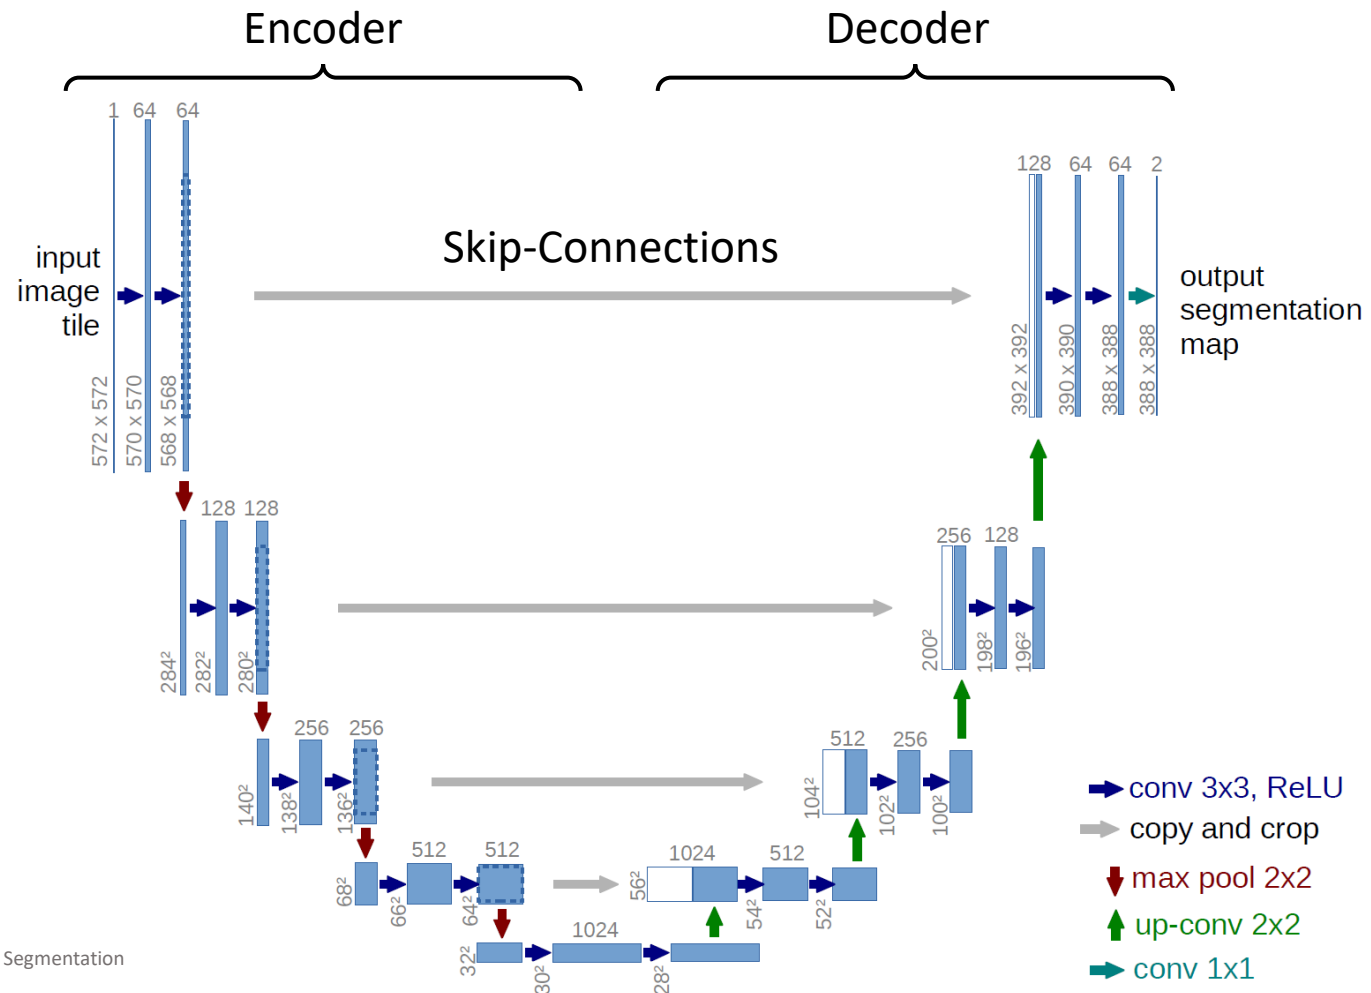 Encoder
Decoder
1 64 64
128 64 64 2
Skip-Connections
input
image
tile
output
segmentation
map
572 x 572
570 x 570
568 x 568
392 x 392
390 x 390
388 x 388
388 x 388
128 128
256 128
284²
282²
280²
200²
198²
196²
256 256
512 256
140²
138²
136²
104²
102²
100²
512 512
1024 512
68²
66²
64²
56²
54²
52²
1024
32²
30²
28²
conv 3x3, ReLU
copy and crop
max pool 2x2
up-conv 2x2
conv 1x1
Segmentation